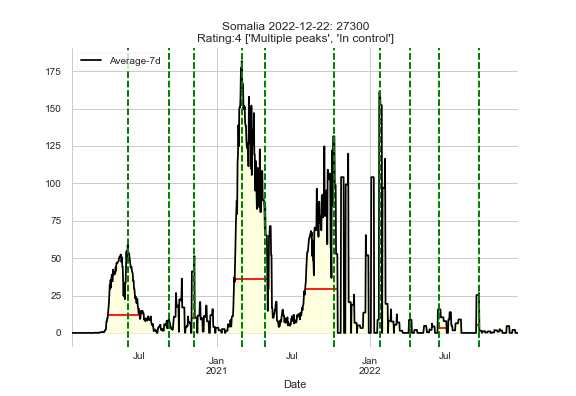 Somalia 2022-12-22: 27300
Rating:4 ['Multiple peaks', 'In control']
Average-7d
175
150
125
100
75
50
25
0
Jul
Jan
2021
Jul
Jan
2022
Jul
Date